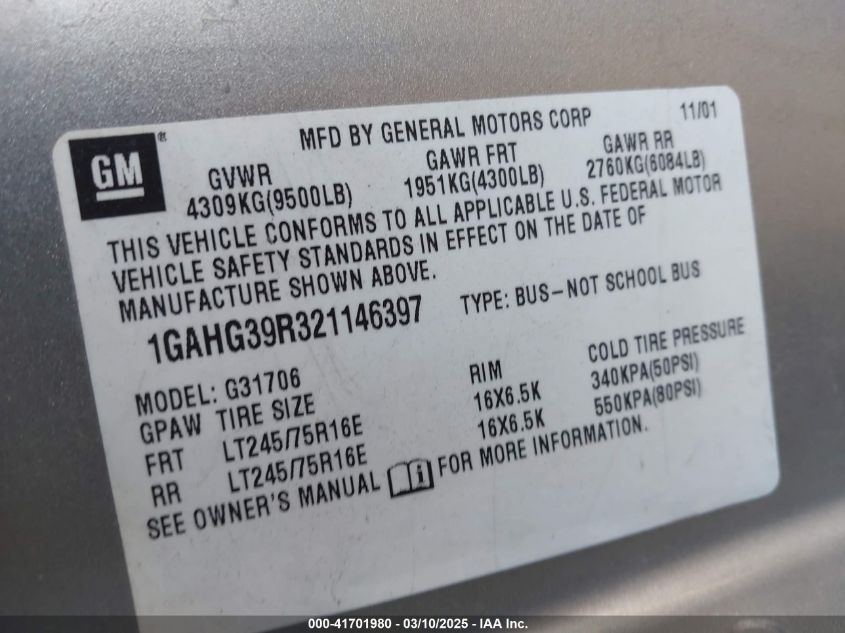 GM®
MFD BY GENERAL MOTORS CORP 11/01
GVWR GAWR FRT GAWR RR
4309KG(9500LB) 1951KG(4300LB) 2760KG(6084LB)
THIS VEHICLE CONFORMS TO ALL APPLICABLE U.S. FEDERAL MOTOR
VEHICLE SAFETY STANDARDS IN EFFECT ON THE DATE OF
MANUFACTURE SHOWN ABOVE.
1GAHG39R321146397 TYPE: BUS-NOT SCHOOL BUS
MODEL: G31706
GPAW TIRE SIZE RIM COLD TIRE PRESSURE
FRT LT245/75R16E 16X6.5K 340KPA(50PSI)
RR LT245/75R16E 16X6.5K 550KPA(80PSI)
SEE OWNER'S MANUAL i FOR MORE INFORMATION.
000-41701980 — 03/10/2025 — IAA Inc.